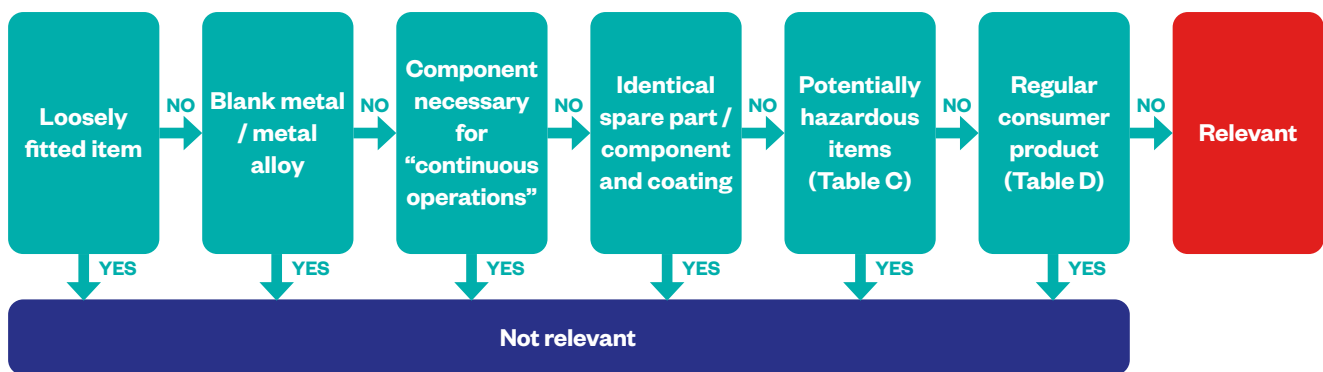 Loosely
fitted item
NO
Blank metal
/ metal
alloy
NO
Component
necessary
for
“continuous
operations”
NO
Identical
spare part /
component
and coating
NO
Potentially
hazardous
items
(Table C)
NO
Regular
consumer
product
(Table D)
NO
Relevant
YES
YES
YES
YES
YES
YES
Not relevant